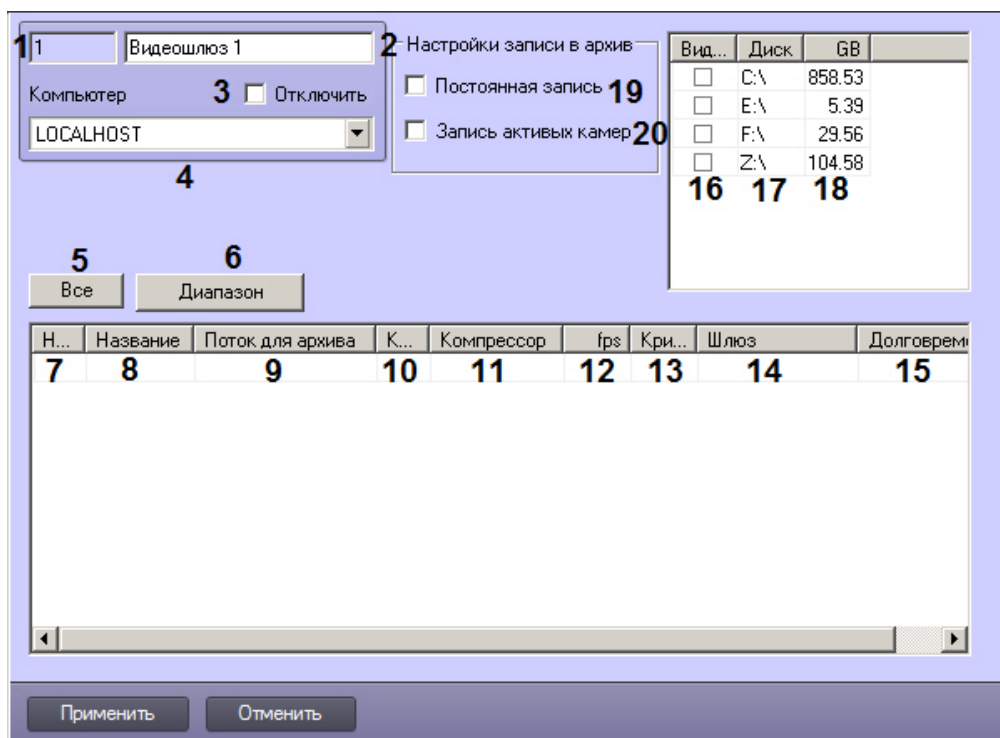 1 1 Видеошлюз 1 2
Компьютер 3 Отключить
LOCALHOST
4
Настройки записи в архив
Постоянная запись 19
Запись активых камер 20
Вид... Диск GB
C:\ 858.53
E:\ 5.39
F:\ 29.56
Z:\ 104.58
16 17 18
5 6
Все Диапазон
Н... Название Поток для архива К... Компрессор fps Кри... Шлюз Долговрем
7 8 9 10 11 12 13 14 15
Применить Отменить